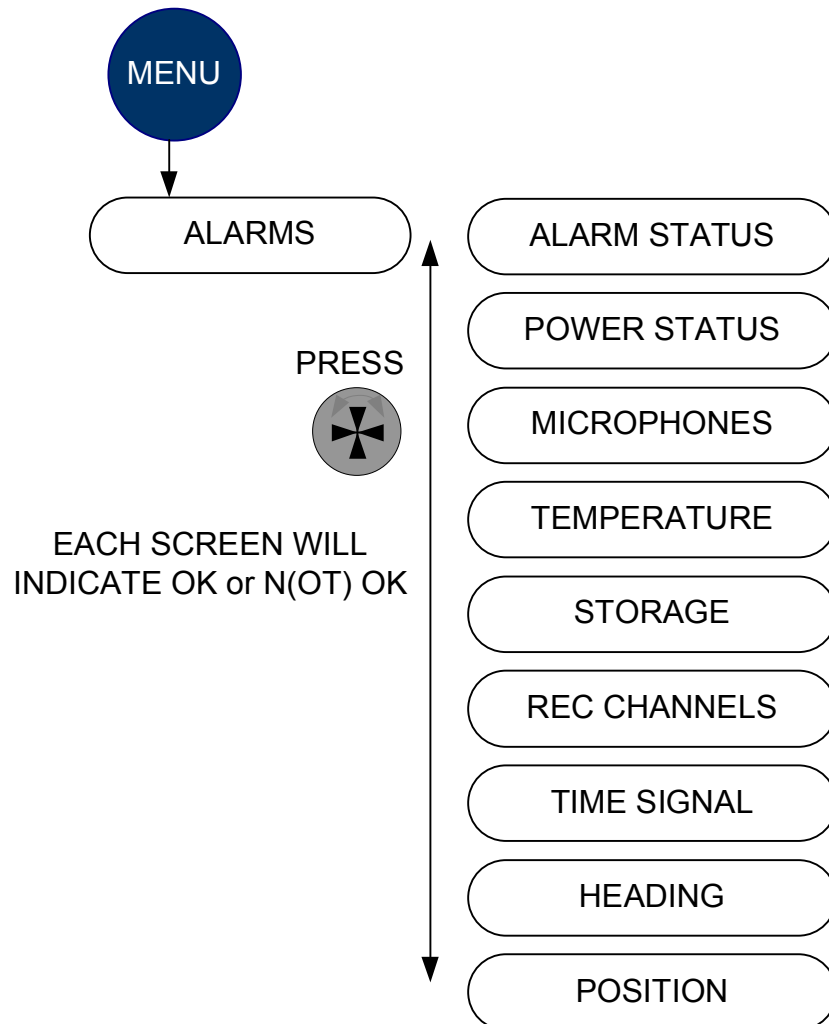 MENU
ALARMS
PRESS
EACH SCREEN WILL
INDICATE OK or N(OT) OK
ALARM STATUS
POWER STATUS
MICROPHONES
TEMPERATURE
STORAGE
REC CHANNELS
TIME SIGNAL
HEADING
POSITION